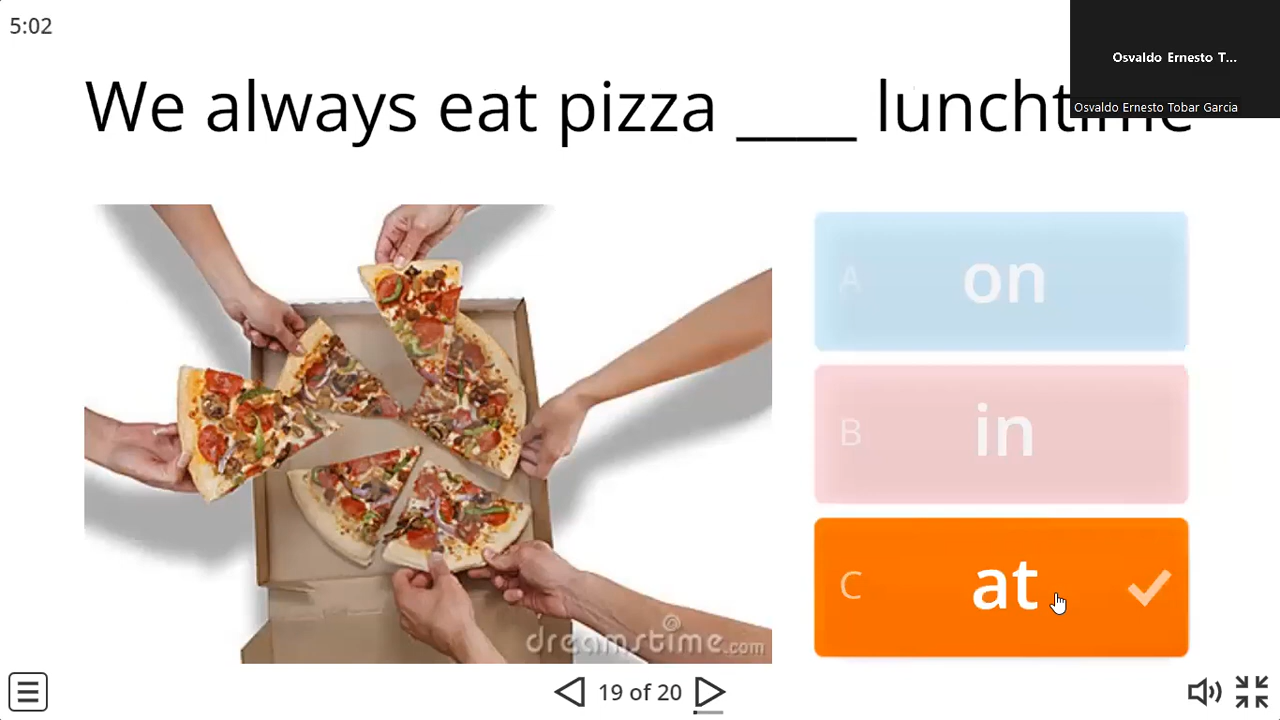 5:02
Osvaldo Ernesto T...
Osvaldo Ernesto Tobar Garcia
We always eat pizza ____ lunchtime
A on
B in
C at
dreamstime.com
19 of 20